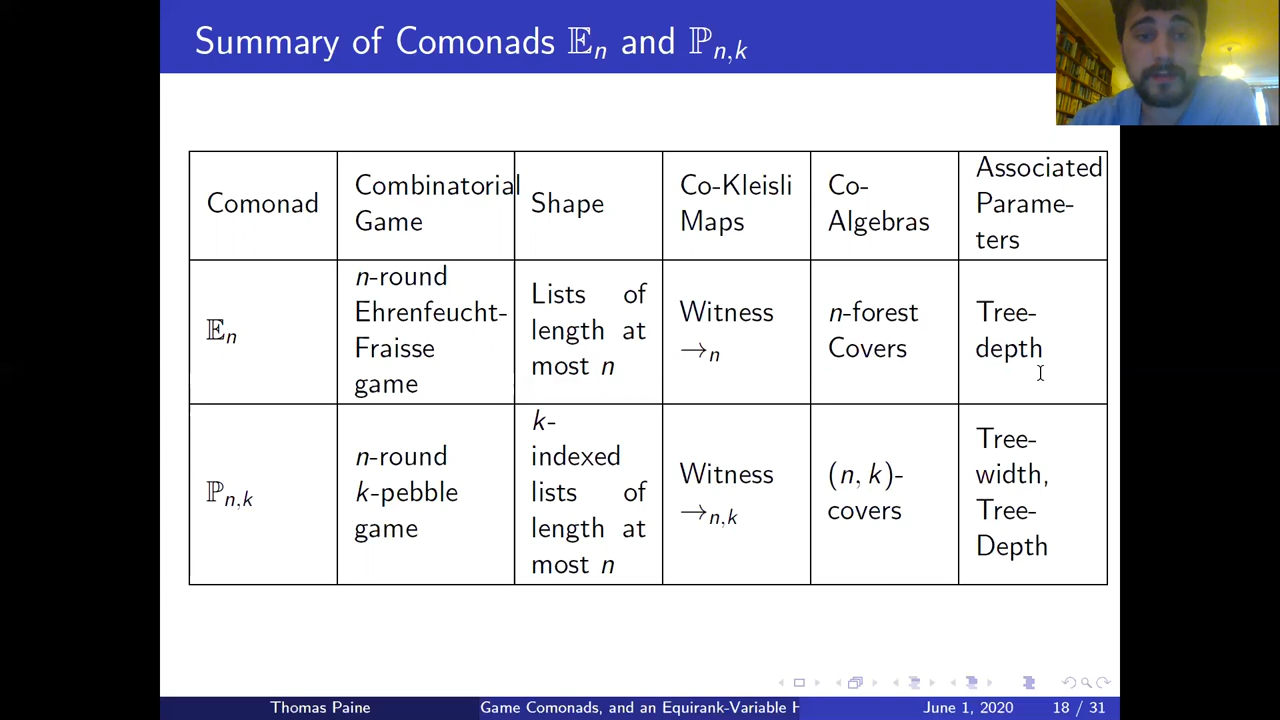 Summary of Comonads 𝔼n and ℙn,k
Comonad
Combinatorial
Game
Shape
Co-Kleisli
Maps
Co-
Algebras
Associated
Parame-
ters
𝔼n
n-round
Ehrenfeucht-
Fraisse
game
Lists of
length at
most n
Witness
→n
n-forest
Covers
Tree-
depth
ℙn,k
n-round
k-pebble
game
k-
indexed
lists of
length at
most n
Witness
→n,k
(n, k)-
covers
Tree-
width,
Tree-
Depth
Thomas Paine
Game Comonads, and an Equirank-Variable H
June 1, 2020
18 / 31